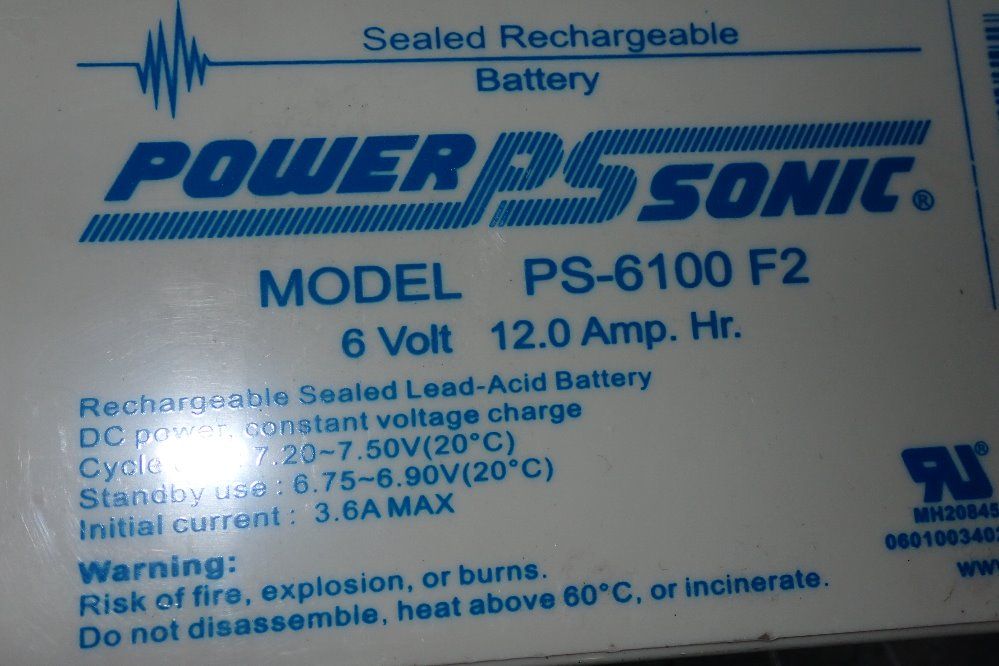 Sealed Rechargeable
Battery
POWER PS SONIC®
MODEL PS-6100 F2
6 Volt 12.0 Amp. Hr.
Rechargeable Sealed Lead-Acid Battery
DC power, constant voltage charge
Cycle 7.20~7.50V(20°C)
Standby use : 6.75~6.90V(20°C)
Initial current : 3.6A MAX
Warning:
Risk of fire, explosion, or burns.
Do not disassemble, heat above 60°C, or incinerate.
®
MH20845
0601003402
www